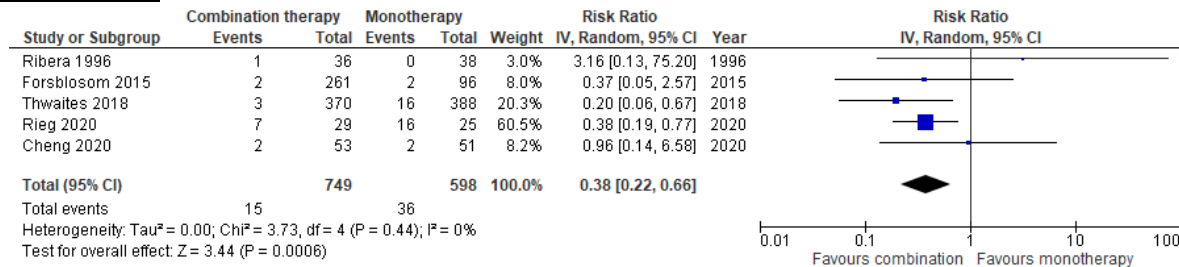 Combination therapy Monotherapy Risk Ratio Risk Ratio
Study or Subgroup Events Total Events Total Weight IV, Random, 95% CI Year IV, Random, 95% CI
Ribera 1996 1 36 0 38 3.0% 3.16 [0.13, 75.20] 1996
Forsblosom 2015 2 261 2 96 8.0% 0.37 [0.05, 2.57] 2015
Thwaites 2018 3 370 16 388 20.3% 0.20 [0.06, 0.67] 2018
Rieg 2020 7 29 16 25 60.5% 0.38 [0.19, 0.77] 2020
Cheng 2020 2 53 2 51 8.2% 0.96 [0.14, 6.58] 2020
Total (95% CI) 749 598 100.0% 0.38 [0.22, 0.66]
Total events 15 36
Heterogeneity: Tau² = 0.00; Chi² = 3.73, df = 4 (P = 0.44); I² = 0%
Test for overall effect: Z = 3.44 (P = 0.0006)
0.01 0.1 1 10 100
Favours combination Favours monotherapy